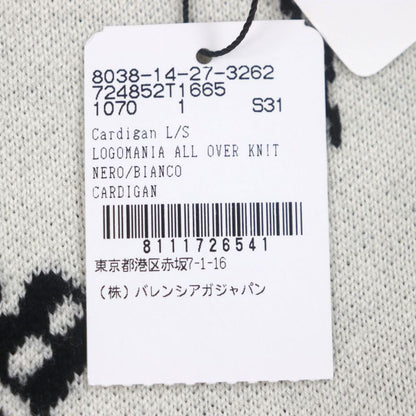 8038-14-27-3262
724852T1665
1070 1 S31
Cardigan L/S
LOGOMANIA ALL OVER KNIT
NERO/BIANCO
CARDIGAN
8111726541
東京都港区赤坂7-1-16
(株)バレンシアガジャパン